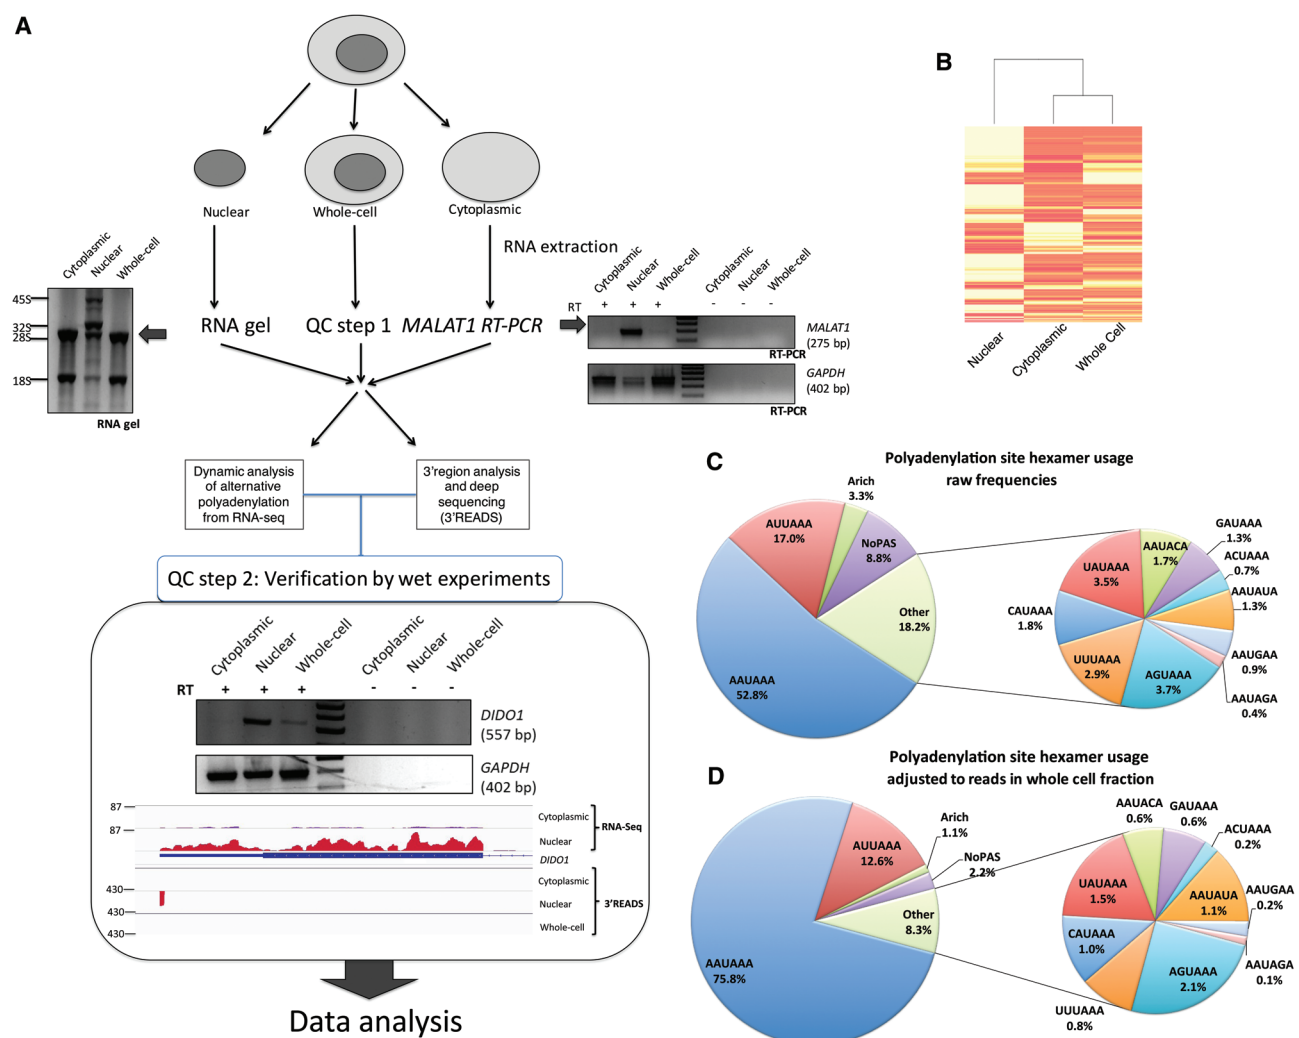 A
Nuclear
Whole-cell
Cytoplasmic
RNA extraction
Cytoplasmic
Nuclear
Whole-cell
45S
32S
28S
18S
RNA gel
RNA gel
QC step 1
MALAT1 RT-PCR
Cytoplasmic
Nuclear
Whole-cell
Cytoplasmic
Nuclear
Whole-cell
RT
+
+
+
-
-
-
MALAT1
(275 bp)
RT-PCR
GAPDH
(402 bp)
RT-PCR
Dynamic analysis
of alternative
polyadenylation
from RNA-seq
3'region analysis
and deep
sequencing
(3'READS)
QC step 2: Verification by wet experiments
Cytoplasmic
Nuclear
Whole-cell
Cytoplasmic
Nuclear
Whole-cell
RT
+
+
+
-
-
-
DIDO1
(557 bp)
GAPDH
(402 bp)
87
Cytoplasmic
87
Nuclear
RNA-Seq
DIDO1
Cytoplasmic
430
Nuclear
3'READS
430
Whole-cell
430
Data analysis
B
Nuclear
Cytoplasmic
Whole Cell
C
Polyadenylation site hexamer usage
raw frequencies
Arich
3.3%
AUUAAA
17.0%
NoPAS
8.8%
Other
18.2%
AAUAAA
52.8%
GAUAAA
1.3%
AAUACA
1.7%
ACUAAA
0.7%
UAUAAA
3.5%
AAUAUA
1.3%
CAUAAA
1.8%
AAUGAA
0.9%
UUUAAA
2.9%
AGUAAA
3.7%
AAUAGA
0.4%
D
Polyadenylation site hexamer usage
adjusted to reads in whole cell fraction
Arich
1.1%
AUUAAA
12.6%
NoPAS
2.2%
Other
8.3%
AAUAAA
75.8%
AAUACA
0.6%
GAUAAA
0.6%
ACUAAA
0.2%
UAUAAA
1.5%
AAUAUA
1.1%
AAUGAA
0.2%
CAUAAA
1.0%
AGUAAA
2.1%
AAUAGA
0.1%
UUUAAA
0.8%